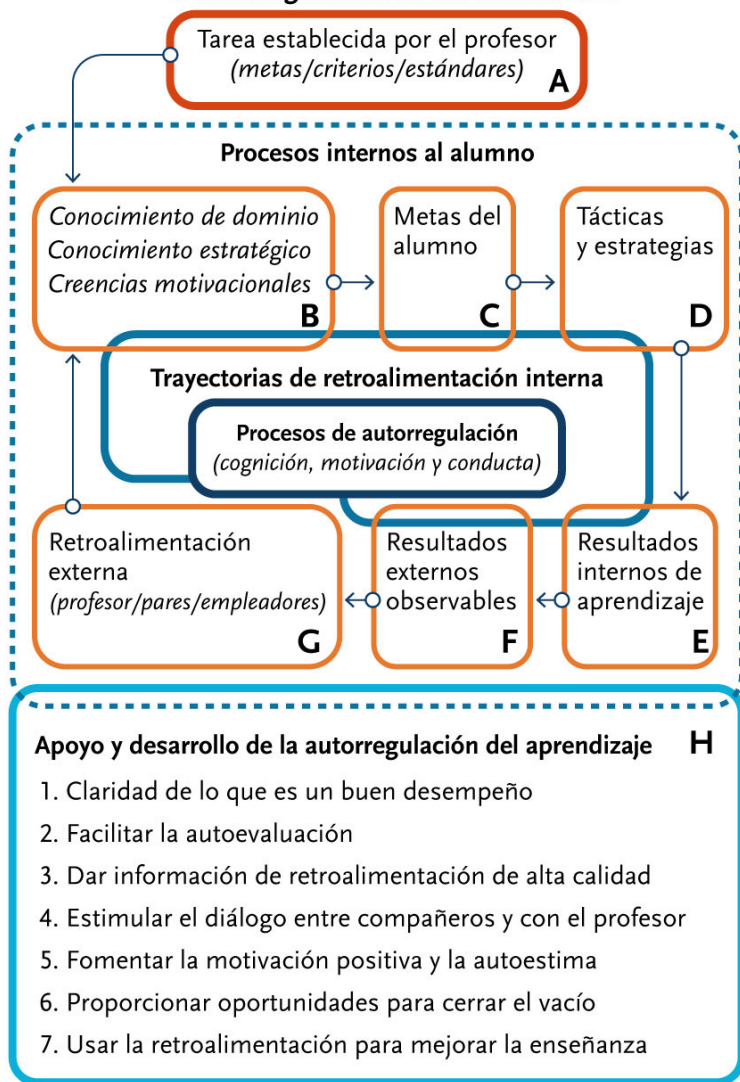 Tarea establecida por el profesor
(metas/criterios/estándares)
A
Procesos internos al alumno
Conocimiento de dominio
Conocimiento estratégico
Creencias motivacionales
B
Metas del
alumno
C
Tácticas
y estrategias
D
Trayectorias de retroalimentación interna
Procesos de autorregulación
(cognición, motivación y conducta)
Retroalimentación
externa
(profesor/pares/empleadores)
G
Resultados
externos
observables
F
Resultados
internos de
aprendizaje
E
Apoyo y desarrollo de la autorregulación del aprendizaje H
1. Claridad de lo que es un buen desempeño
2. Facilitar la autoevaluación
3. Dar información de retroalimentación de alta calidad
4. Estimular el diálogo entre compañeros y con el profesor
5. Fomentar la motivación positiva y la autoestima
6. Proporcionar oportunidades para cerrar el vacío
7. Usar la retroalimentación para mejorar la enseñanza